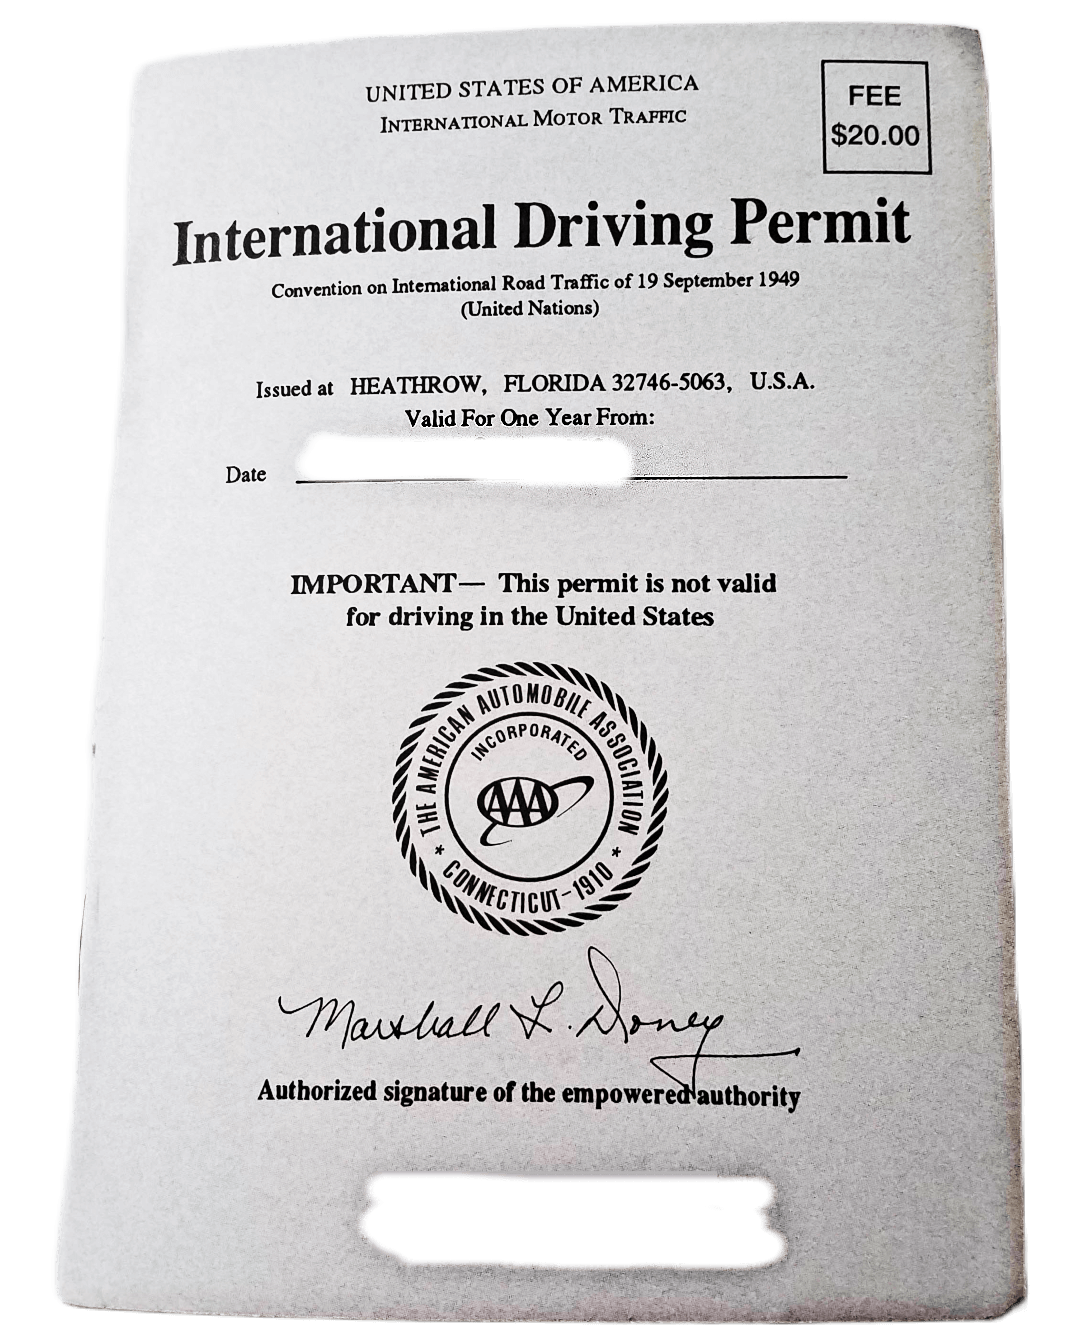 UNITED STATES OF AMERICA
INTERNATIONAL MOTOR TRAFFIC
FEE
$20.00
International Driving Permit
Convention on International Road Traffic of 19 September 1949
(United Nations)
Issued at HEATHROW, FLORIDA 32746-5063, U.S.A.
Valid For One Year From:
Date
IMPORTANT— This permit is not valid
for driving in the United States
THE AMERICAN AUTOMOBILE ASSOCIATION
INCORPORATED
AAA
* CONNECTICUT-1910 *
Marshall L. Doney
Authorized signature of the empowered authority